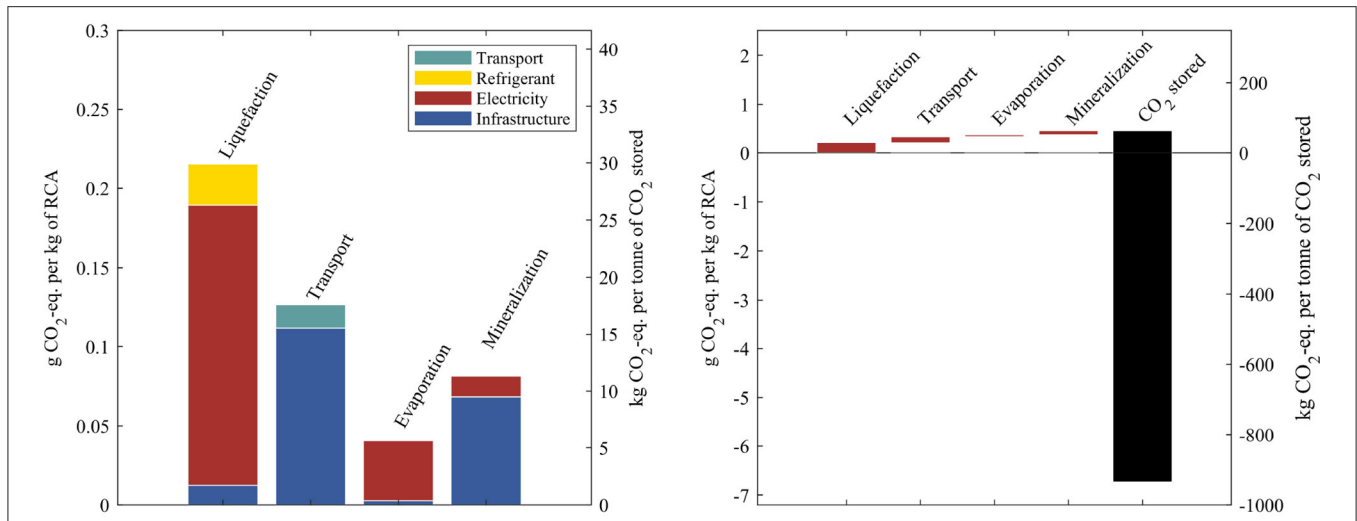 0.3
0.25
0.2
0.15
0.1
0.05
0
g CO2-eq. per kg of RCA
Liquefaction
Transport
Evaporation
Mineralization
Transport
Refrigerant
Electricity
Infrastructure
40
35
30
25
20
15
10
5
0
kg CO2-eq. per tonne of CO2 stored
2
1
0
-1
-2
-3
-4
-5
-6
-7
g CO2-eq. per kg of RCA
Liquefaction
Transport
Evaporation
Mineralization
CO2 stored
200
0
-200
-400
-600
-800
-1000
kg CO2-eq. per tonne of CO2 stored